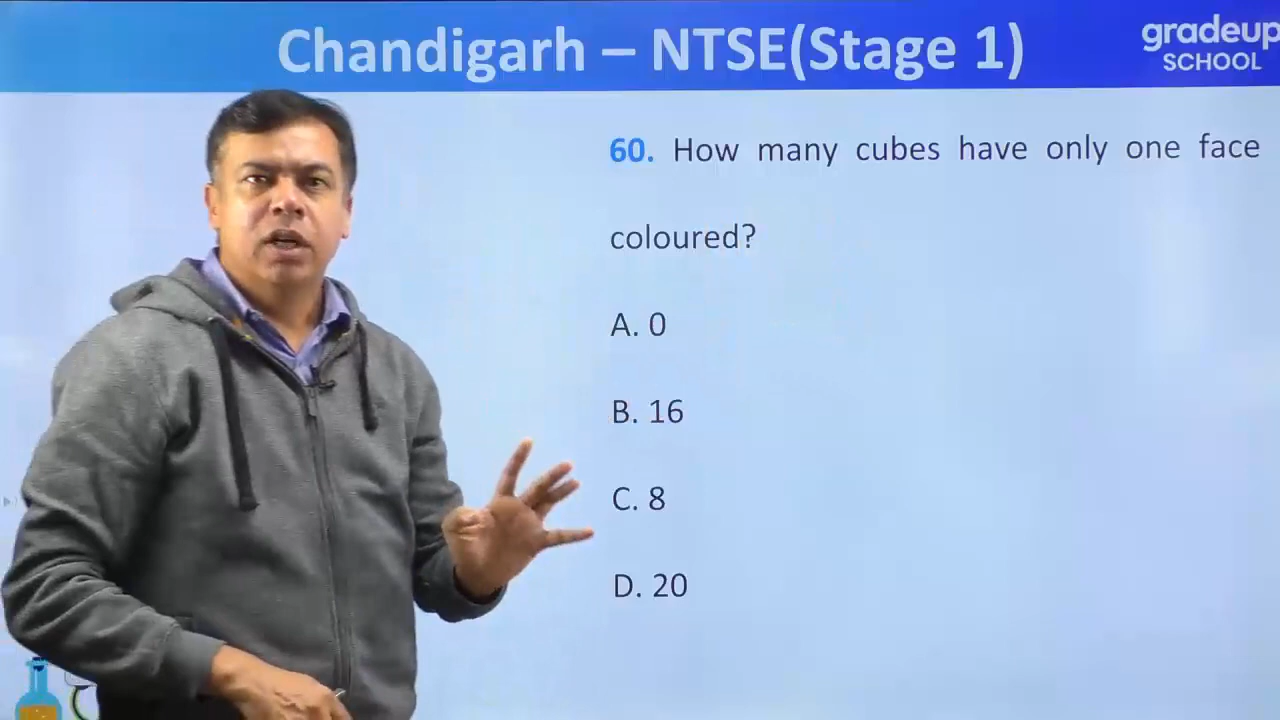 Chandigarh – NTSE(Stage 1)
gradeup
SCHOOL
60. How many cubes have only one face
coloured?
A. 0
B. 16
C. 8
D. 20